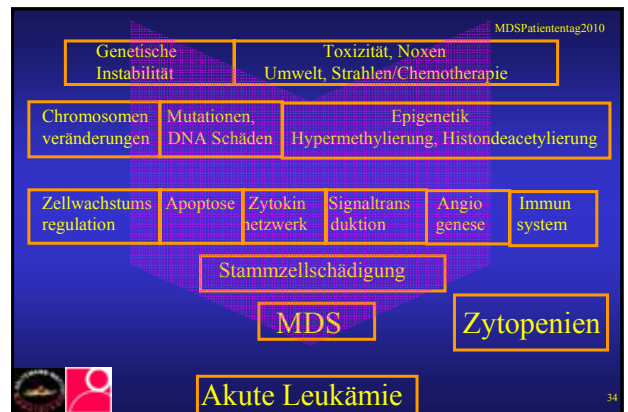 MDSPatiententag2010
Genetische
Instabilität
Toxizität, Noxen
Umwelt, Strahlen/Chemotherapie
Chromosomen
veränderungen
Mutationen,
DNA Schäden
Epigenetik
Hypermethylierung, Histondeacetylierung
Zellwachstums
regulation
Apoptose
Zytokin
netzwerk
Signaltrans
duktion
Angio
genese
Immun
system
Stammzellschädigung
MDS
Zytopenien
Akute Leukämie
34